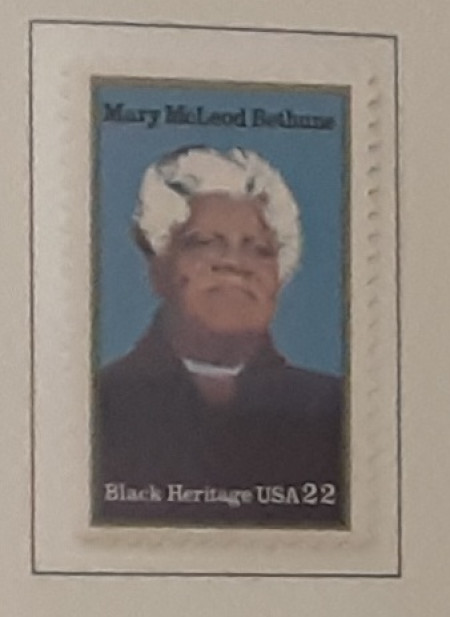 Mary McLeod Bethune
Black Heritage USA 22